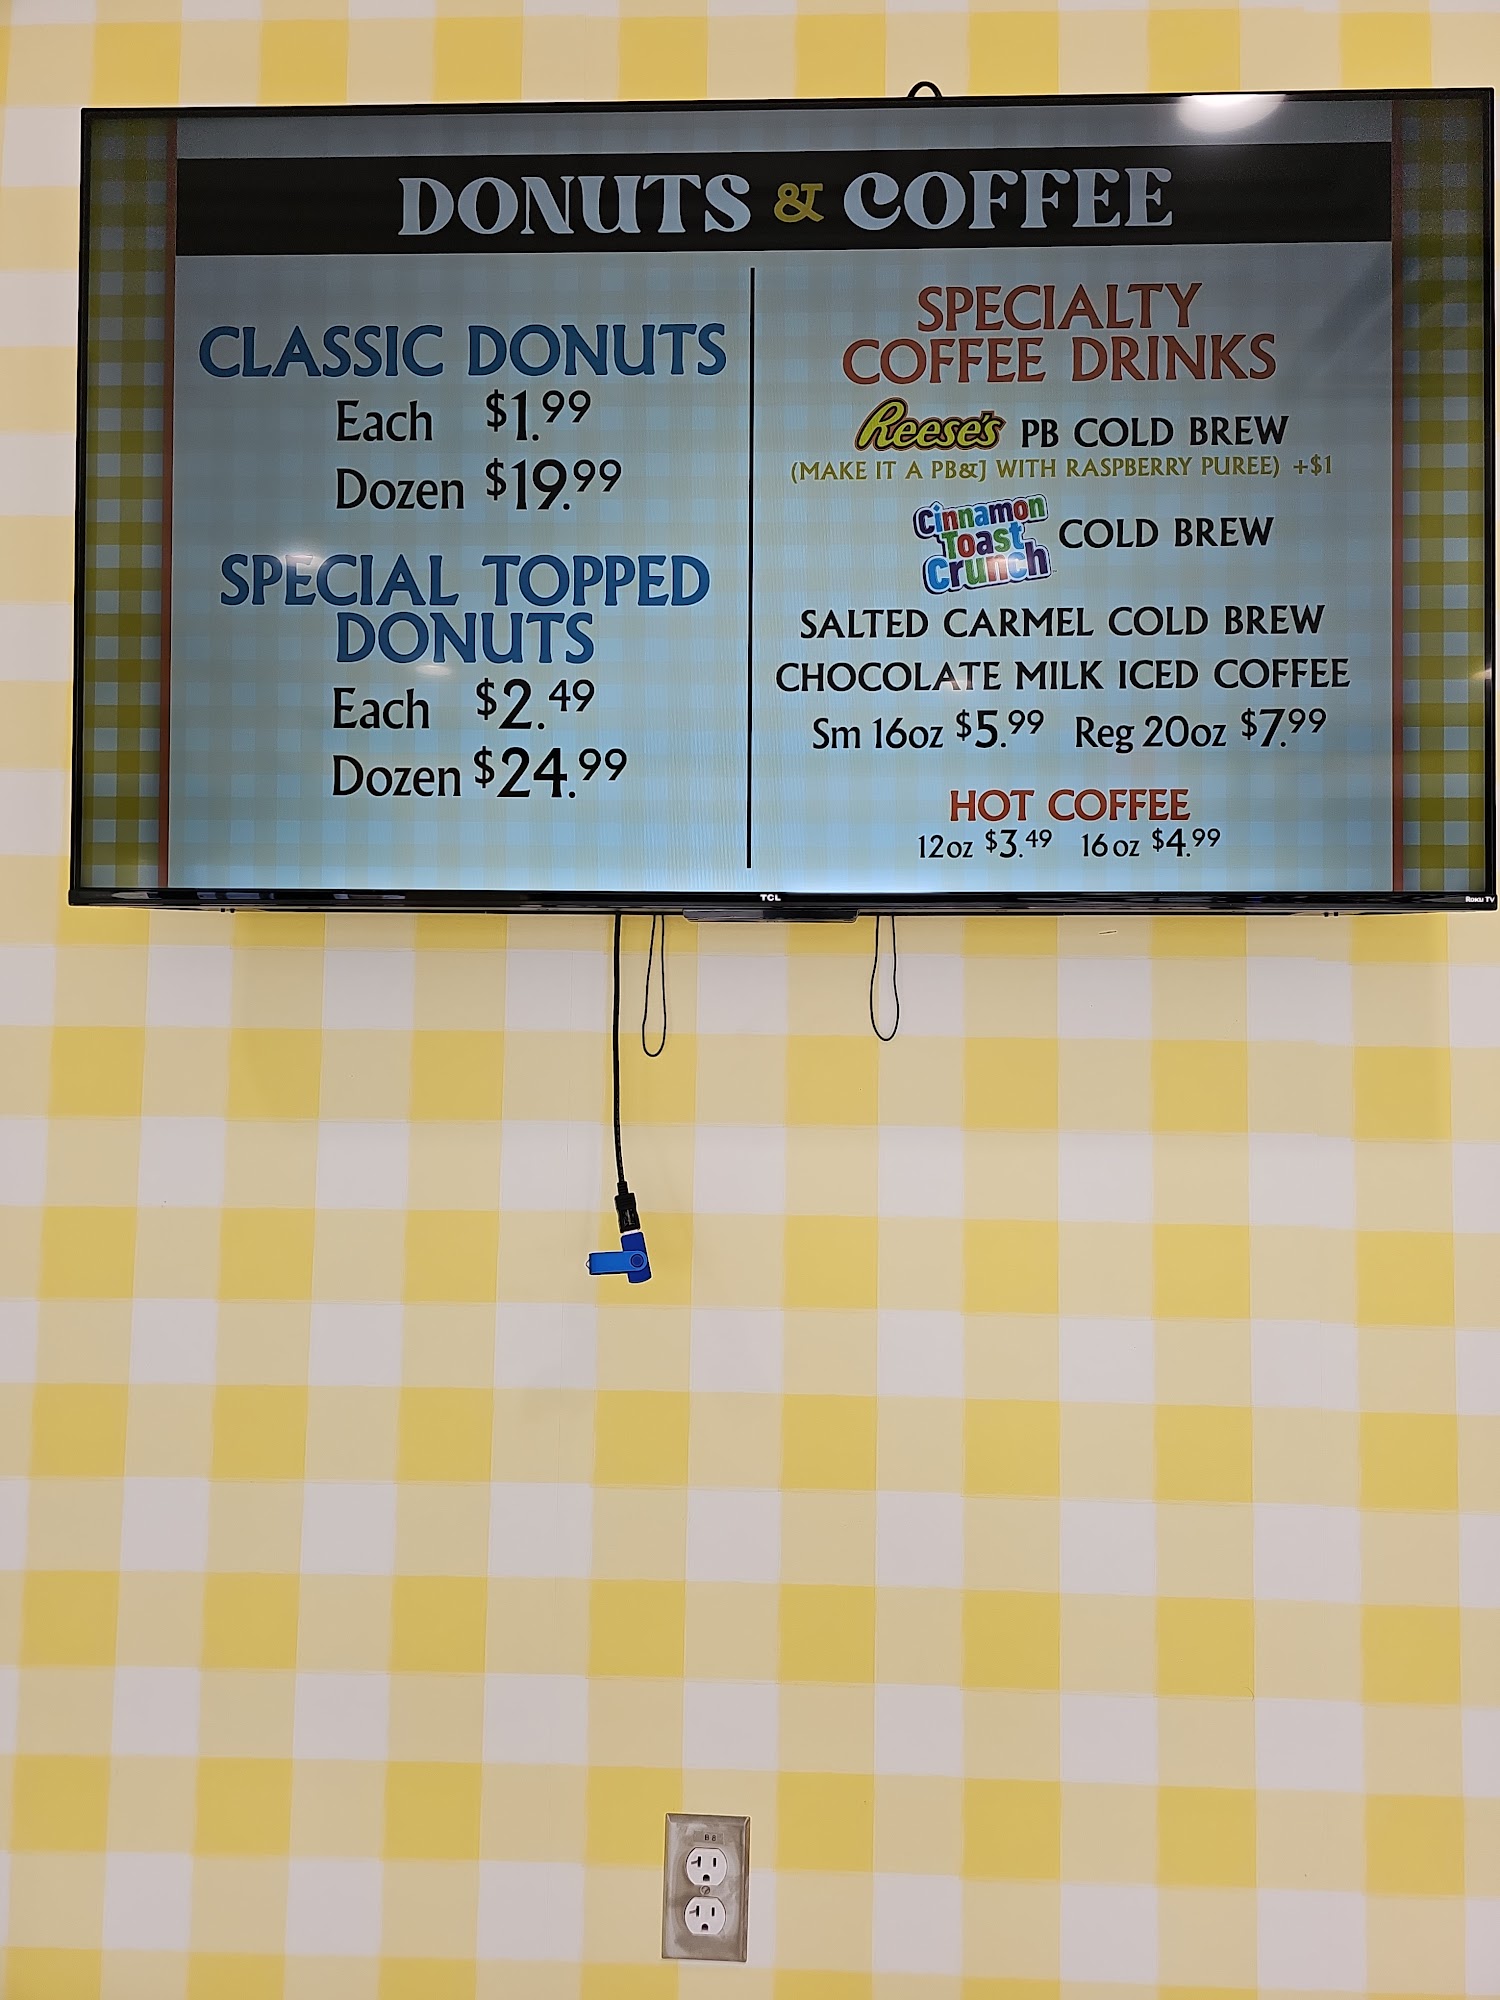 DONUTS & COFFEE
CLASSIC DONUTS
Each $1.99
Dozen $19.99
SPECIAL TOPPED
DONUTS
Each $2.49
Dozen $24.99
SPECIALTY
COFFEE DRINKS
Reese's PB COLD BREW
(MAKE IT A PB&J WITH RASPBERRY PUREE) +$1
Cinnamon Toast Crunch COLD BREW
SALTED CARMEL COLD BREW
CHOCOLATE MILK ICED COFFEE
Sm 16oz $5.99 Reg 20oz $7.99
HOT COFFEE
12oz $3.49 16oz $4.99
TCL
Roku TV
B8